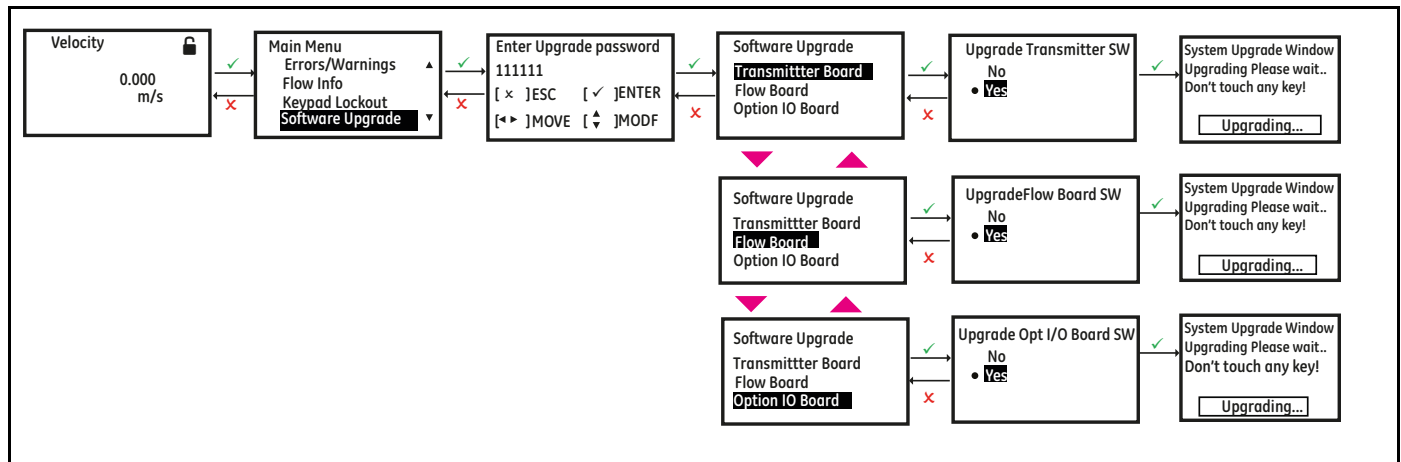 Velocity
0.000
m/s
Main Menu
Errors/Warnings
Flow Info
Keypad Lockout
Software Upgrade
Enter Upgrade password
111111
[ × ]ESC [ ✓ ]ENTER
[◄► ]MOVE [ ▲▼ ]MODF
Software Upgrade
Transmittter Board
Flow Board
Option IO Board
Upgrade Transmitter SW
No
● Yes
System Upgrade Window
Upgrading Please wait..
Don't touch any key!
Upgrading...
Software Upgrade
Transmittter Board
Flow Board
Option IO Board
UpgradeFlow Board SW
No
● Yes
System Upgrade Window
Upgrading Please wait..
Don't touch any key!
Upgrading...
Software Upgrade
Transmittter Board
Flow Board
Option IO Board
Upgrade Opt I/O Board SW
No
● Yes
System Upgrade Window
Upgrading Please wait..
Don't touch any key!
Upgrading...